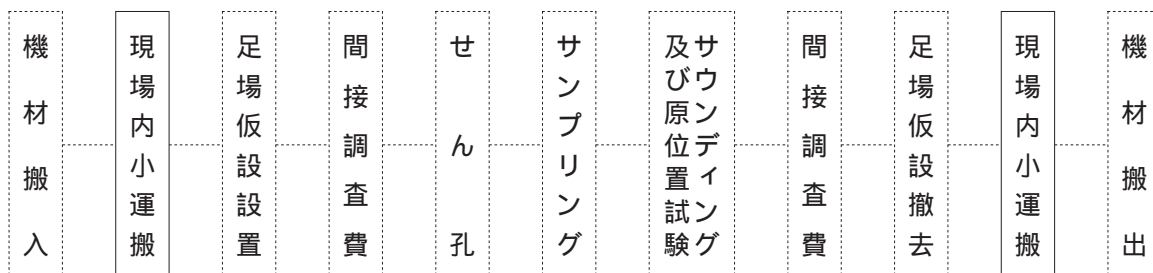 機材搬入
現場内小運搬
足場仮設設置
間接調査費
せん孔
サンプリング
サウンディング
及び原位置試験
間接調査費
足場仮設撤去
現場内小運搬
機材搬出